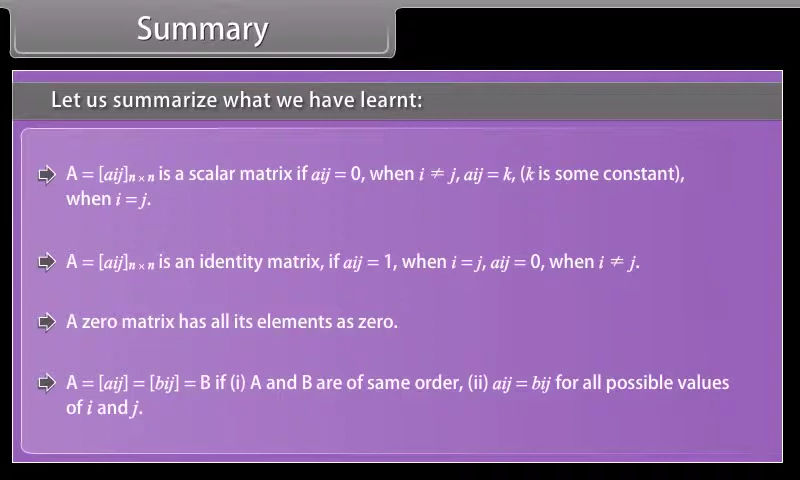 Summary
Let us summarize what we have learnt:
A = [aij]n × n is a scalar matrix if aij = 0, when i ≠ j, aij = k, (k is some constant),
when i = j.
A = [aij]n × n is an identity matrix, if aij = 1, when i = j, aij = 0, when i ≠ j.
A zero matrix has all its elements as zero.
A = [aij] = [bij] = B if (i) A and B are of same order, (ii) aij = bij for all possible values
of i and j.